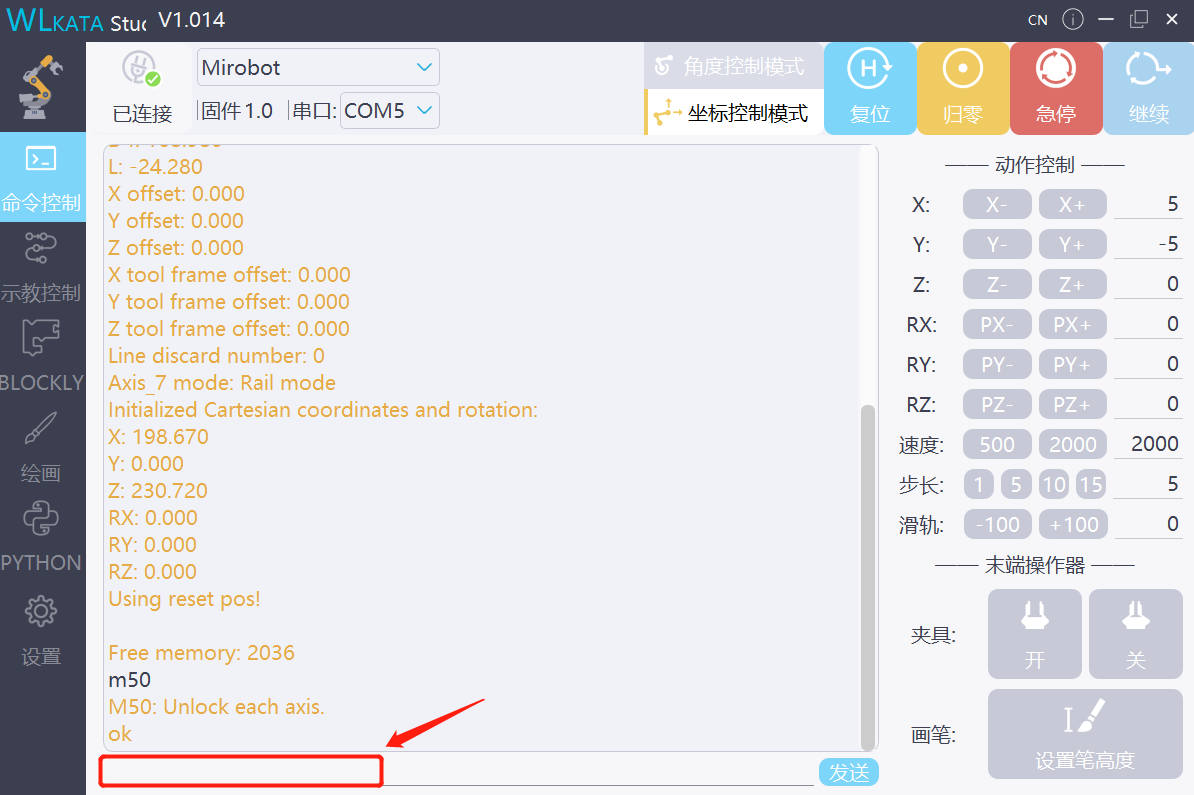 WLKATA Stuc V1.014
CN
已连接
Mirobot
固件 1.0
串口:
COM5
角度控制模式
坐标控制模式
H
复位
归零
急停
继续
命令控制
示教控制
BLOCKLY
绘画
PYTHON
设置
L: -24.280
X offset: 0.000
Y offset: 0.000
Z offset: 0.000
X tool frame offset: 0.000
Y tool frame offset: 0.000
Z tool frame offset: 0.000
Line discard number: 0
Axis_7 mode: Rail mode
Initialized Cartesian coordinates and rotation:
X: 198.670
Y: 0.000
Z: 230.720
RX: 0.000
RY: 0.000
RZ: 0.000
Using reset pos!
Free memory: 2036
m50
M50: Unlock each axis.
ok
发送
动作控制
X: X- X+ 5
Y: Y- Y+ -5
Z: Z- Z+ 0
RX: PX- PX+ 0
RY: PY- PY+ 0
RZ: PZ- PZ+ 0
速度: 500 2000 2000
步长: 1 5 10 15 5
滑轨: -100 +100 0
末端操作器
夹具: 开 关
画笔: 设置笔高度